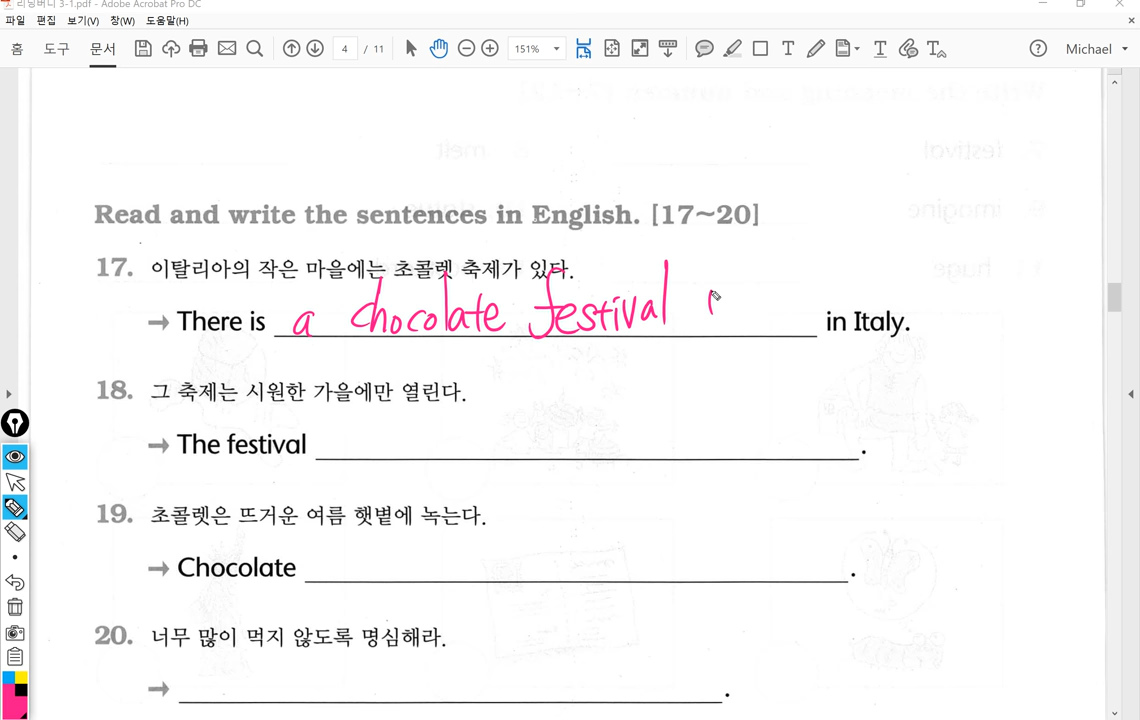 리딩버디 3-1.pdf - Adobe Acrobat Pro DC
파일 편집 보기(V) 창(W) 도움말(H)
홈 도구 문서 4 / 11 151% Michael
festival melt
imagine
huge
Read and write the sentences in English. [17~20]
17. 이탈리아의 작은 마을에는 초콜렛 축제가 있다.
→ There is a chocolate festival in Italy.
18. 그 축제는 시원한 가을에만 열린다.
→ The festival .
19. 초콜렛은 뜨거운 여름 햇볕에 녹는다.
→ Chocolate .
20. 너무 많이 먹지 않도록 명심해라.
→ .